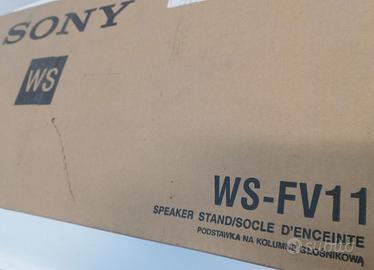 SONY
WS
WS-FV11
SPEAKER STAND/SOCLE D'ENCEINTE
PODSTAWKA NA KOLUMNĘ GŁOŚNIKOWĄ
subito